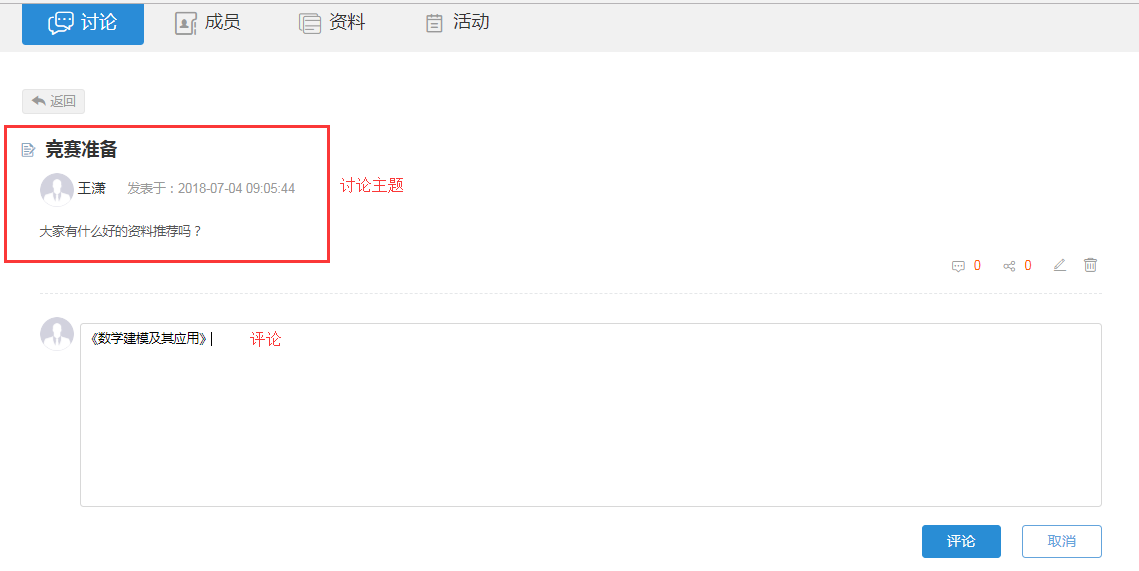 讨论 成员 资料 活动
返回
竞赛准备
王潇 发表于：2018-07-04 09:05:44
讨论主题
大家有什么好的资料推荐吗？
0 0
《数学建模及其应用》 评论
评论 取消